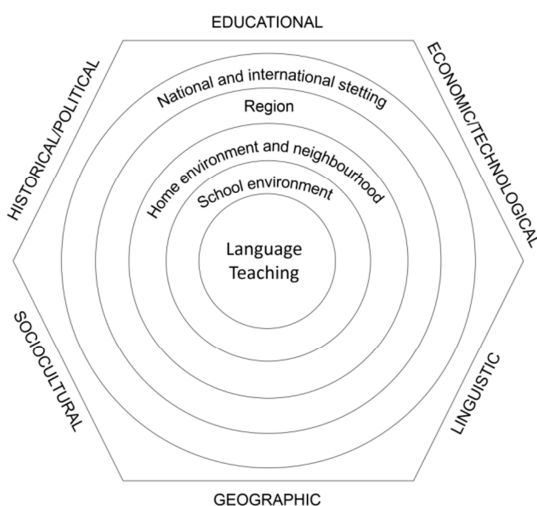 EDUCATIONAL
HISTORICAL/POLITICAL
ECONOMIC/TECHNOLOGICAL
National and international stetting
Region
Home environment and neighbourhood
School environment
Language
Teaching
SOCIOCULTURAL
LINGUISTIC
GEOGRAPHIC